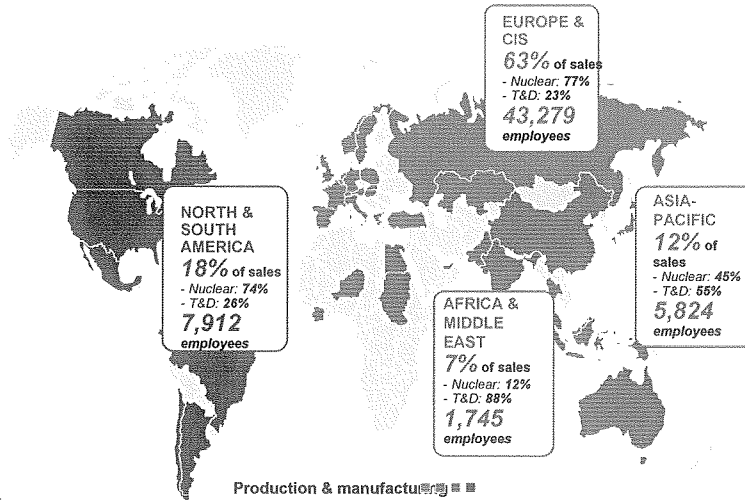 EUROPE &
CIS
63% of sales
- Nuclear: 77%
- T&D: 23%
43,279
employees
NORTH &
SOUTH
AMERICA
18% of sales
- Nuclear: 74%
- T&D: 26%
7,912
employees
ASIA-
PACIFIC
12% of
sales
- Nuclear: 45%
- T&D: 55%
5,824
employees
AFRICA &
MIDDLE
EAST
7% of sales
- Nuclear: 12%
- T&D: 88%
1,745
employees
Production & manufacturing